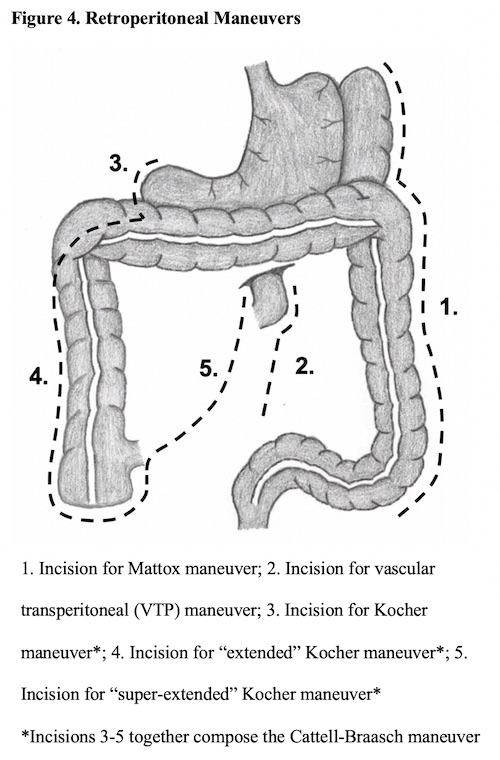 Figure 4. Retroperitoneal Maneuvers
3.
1.
4.
5.
2.
1. Incision for Mattox maneuver; 2. Incision for vascular
transperitoneal (VTP) maneuver; 3. Incision for Kocher
maneuver*; 4. Incision for “extended” Kocher maneuver*; 5.
Incision for “super-extended” Kocher maneuver*
*Incisions 3-5 together compose the Cattell-Braasch maneuver